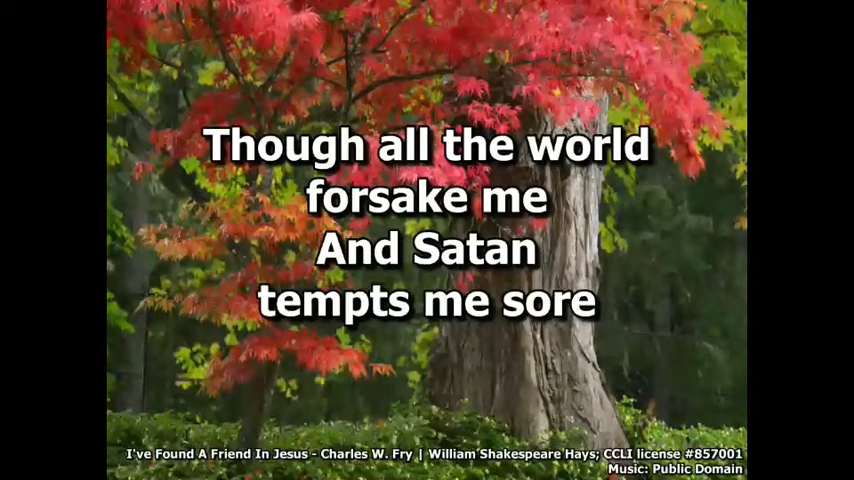 Though all the world
forsake me
And Satan
tempts me sore
I've Found A Friend In Jesus - Charles W. Fry | William Shakespeare Hays; CCLI license #857001
Music: Public Domain